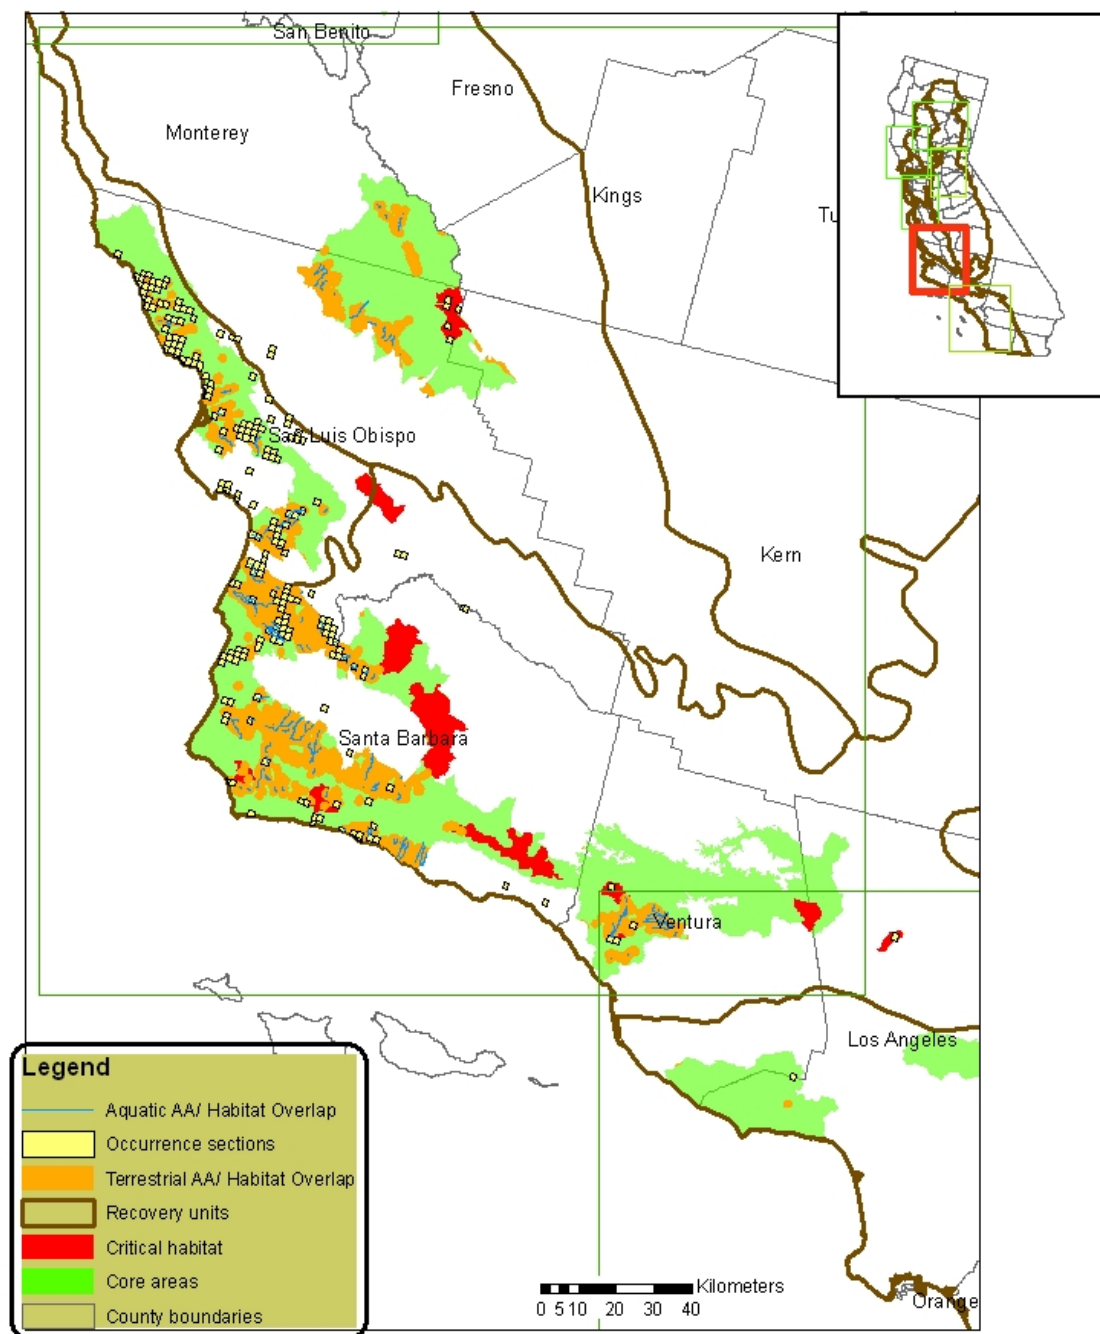 San Benito
Fresno
Monterey
Kings
Tu
San Luis Obispo
Kern
Santa Barbara
Ventura
Los Angeles
Legend
Aquatic AA/ Habitat Overlap
Occurrence sections
Terrestrial AA/ Habitat Overlap
Recovery units
Critical habitat
Core areas
County boundaries
Kilometers
0 5 10 20 30 40
Orange